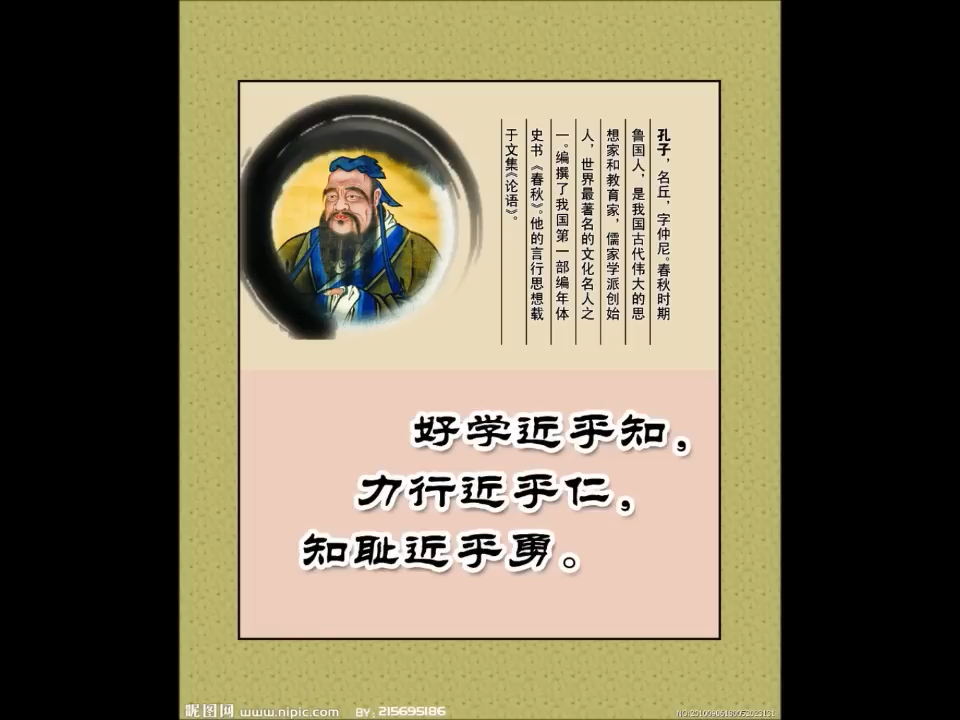 孔子，名丘，字仲尼。春秋时期
鲁国人，是我国古代伟大的思
想家和教育家，儒家学派创始
人，世界最著名的文化名人之
一。编撰了我国第一部编年体
史书《春秋》。他的言行思想载
于文集《论语》。
好学近乎知，
力行近乎仁，
知耻近乎勇。
昵图网 www.nipic.com BY：215695186